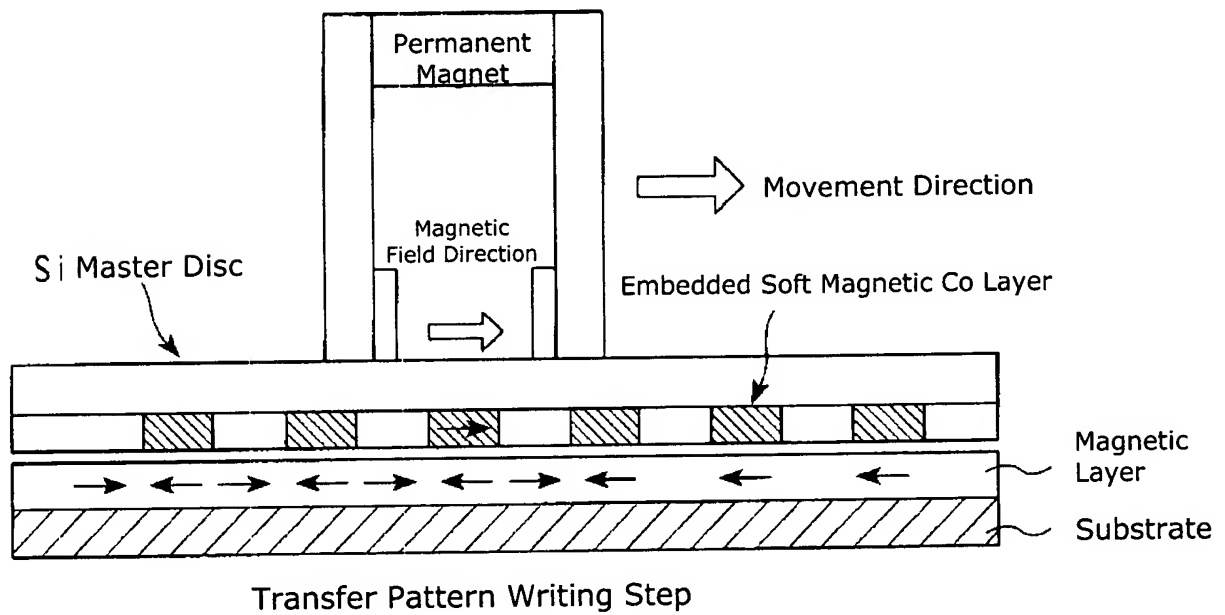 Permanent
Magnet
Movement Direction
Magnetic
Field Direction
Si Master Disc
Embedded Soft Magnetic Co Layer
Magnetic
Layer
Substrate
Transfer Pattern Writing Step